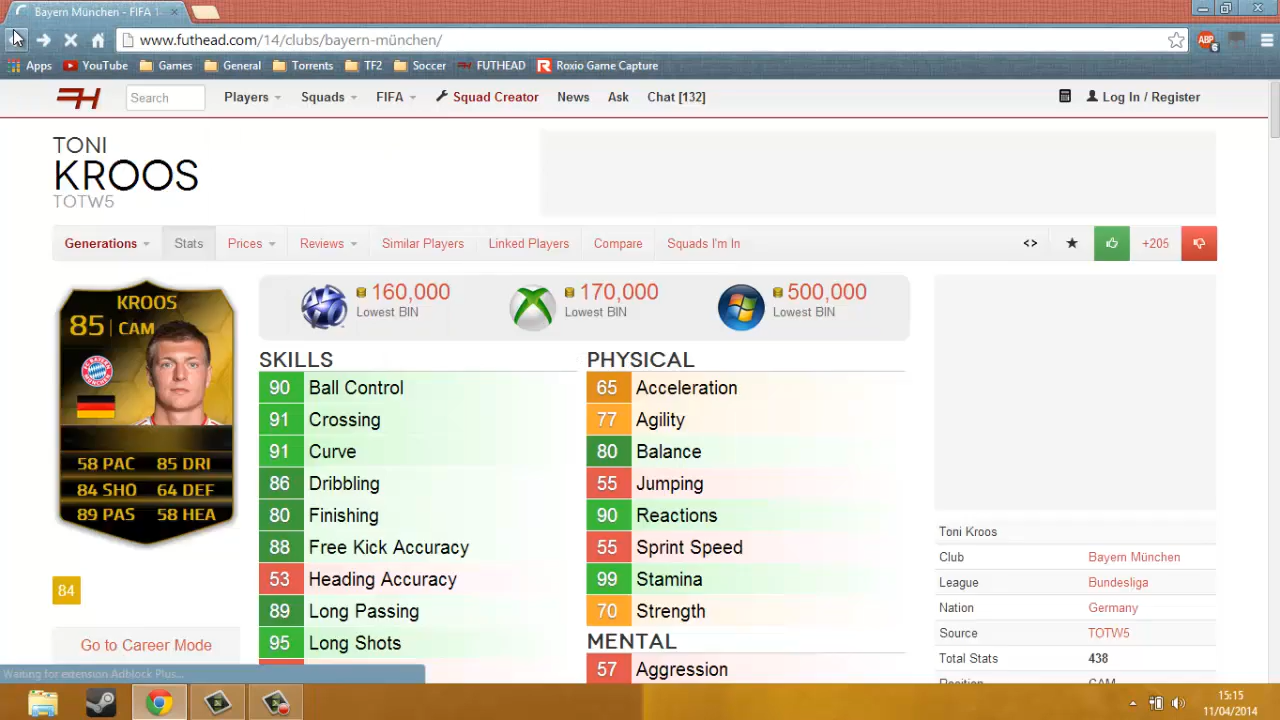 Bayern München - FIFA 1
www.futhead.com/14/clubs/bayern-münchen/
ABP
6
Apps
YouTube
Games
General
Torrents
TF2
Soccer
FUTHEAD
Roxio Game Capture
FH
Search
Players
Squads
FIFA
Squad Creator
News
Ask
Chat [132]
Log In / Register
TONI
KROOS
TOTW5
Generations
Stats
Prices
Reviews
Similar Players
Linked Players
Compare
Squads I'm In
<>
+205
KROOS
85 | CAM
58 PAC 85 DRI
84 SHO 64 DEF
89 PAS 58 HEA
84
Go to Career Mode
160,000
Lowest BIN
170,000
Lowest BIN
500,000
Lowest BIN
SKILLS
90 Ball Control
91 Crossing
91 Curve
86 Dribbling
80 Finishing
88 Free Kick Accuracy
53 Heading Accuracy
89 Long Passing
95 Long Shots
PHYSICAL
65 Acceleration
77 Agility
80 Balance
55 Jumping
90 Reactions
55 Sprint Speed
99 Stamina
70 Strength
MENTAL
57 Aggression
Toni Kroos
Club Bayern München
League Bundesliga
Nation Germany
Source TOTW5
Total Stats 438
Position CAM
Waiting for extension Adblock Plus...
15:15
11/04/2014